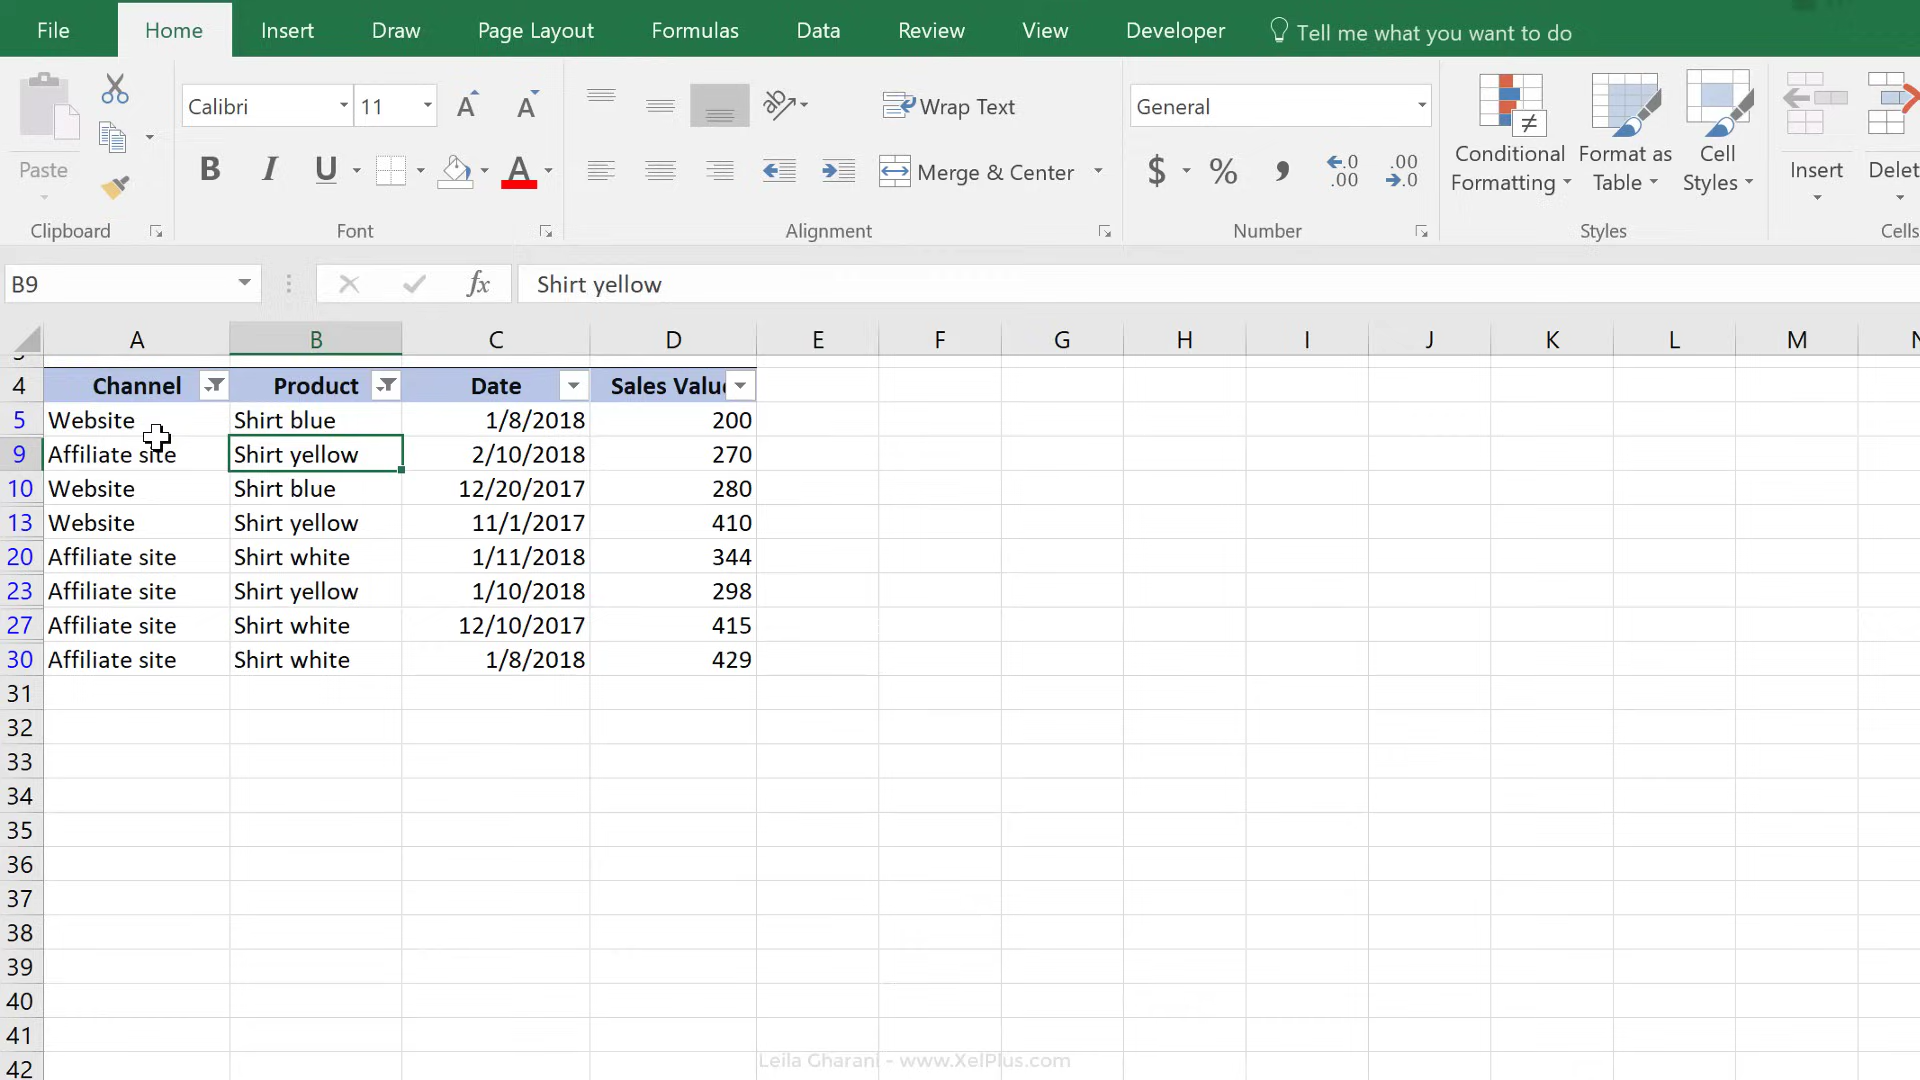 File Home Insert Draw Page Layout Formulas Data Review View Developer Tell me what you want to do
Calibri 11 A A ab Wrap Text General
Paste B I U A Merge & Center $ % , ←.0 .00 .00 →.0 Conditional Formatting Format as Table Cell Styles Insert Delet
Clipboard Font Alignment Number Styles Cells
B9 fx Shirt yellow
A B C D E F G H I J K L M N
4 Channel Product Date Sales Valu
5 Website Shirt blue 1/8/2018 200
9 Affiliate site Shirt yellow 2/10/2018 270
10 Website Shirt blue 12/20/2017 280
13 Website Shirt yellow 11/1/2017 410
20 Affiliate site Shirt white 1/11/2018 344
23 Affiliate site Shirt yellow 1/10/2018 298
27 Affiliate site Shirt white 12/10/2017 415
30 Affiliate site Shirt white 1/8/2018 429
31
32
33
34
35
36
37
38
39
40
41
42
Leila Gharani - www.XelPlus.com